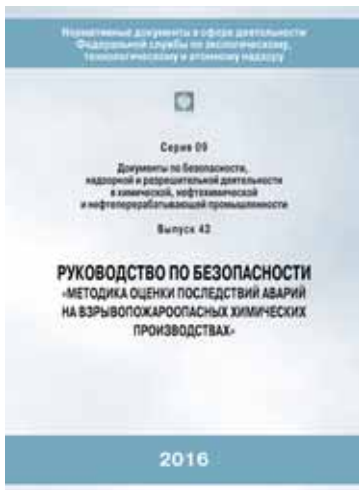 Нормативные документы в сфере деятельности
Федеральной службы по экологическому,
технологическому и атомному надзору
Серия 09
Документы по безопасности,
надзорной и разрешительной деятельности
в химической, нефтехимической
и нефтеперерабатывающей промышленности
Выпуск 42
РУКОВОДСТВО ПО БЕЗОПАСНОСТИ
«МЕТОДИКА ОЦЕНКИ ПОСЛЕДСТВИЙ АВАРИЙ
НА ВЗРЫВОПОЖАРООПАСНЫХ ХИМИЧЕСКИХ
ПРОИЗВОДСТВАХ»
2016